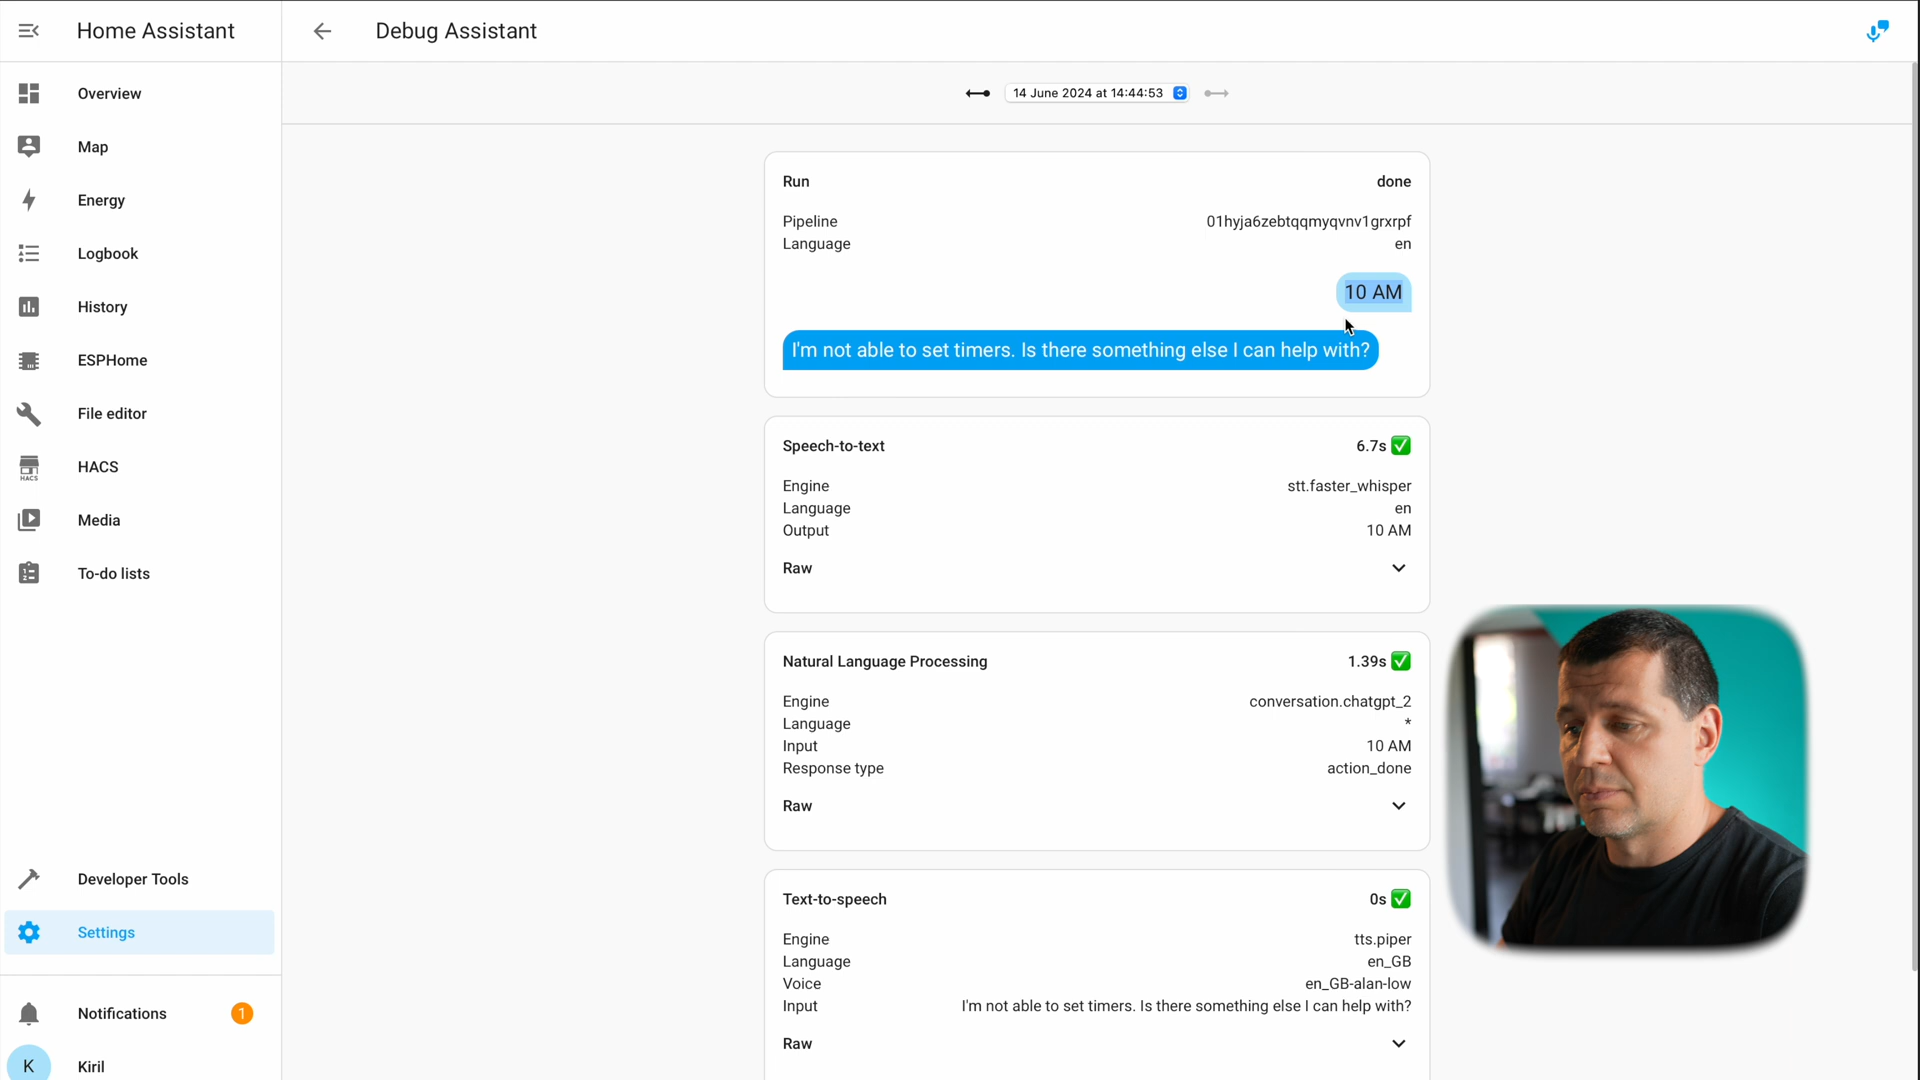 Home Assistant
Debug Assistant
Overview
Map
Energy
Logbook
History
ESPHome
File editor
HACS
HACS
Media
To-do lists
Developer Tools
Settings
Notifications 1
K Kiril
14 June 2024 at 14:44:53
Run done
Pipeline 01hyja6zebtqqmyqvnv1grxrpf
Language en
10 AM
I'm not able to set timers. Is there something else I can help with?
Speech-to-text 6.7s ✅
Engine stt.faster_whisper
Language en
Output 10 AM
Raw
Natural Language Processing 1.39s ✅
Engine conversation.chatgpt_2
Language *
Input 10 AM
Response type action_done
Raw
Text-to-speech 0s ✅
Engine tts.piper
Language en_GB
Voice en_GB-alan-low
Input I'm not able to set timers. Is there something else I can help with?
Raw